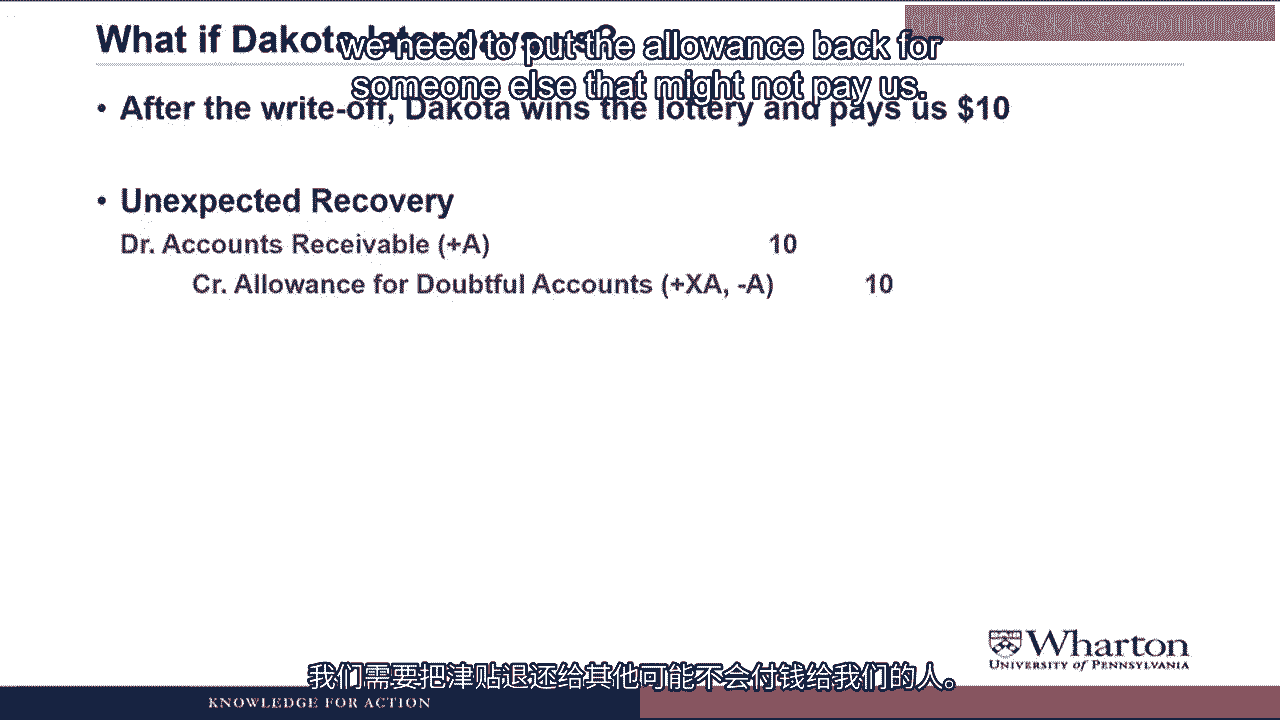 What if Dakota later pays us?
we need to put the allowance back for
someone else that might not pay us.
• After the write-off, Dakota wins the lottery and pays us $10
• Unexpected Recovery
Dr. Accounts Receivable (+A) 10
Cr. Allowance for Doubtful Accounts (+XA, -A) 10
Wharton
UNIVERSITY of PENNSYLVANIA
我们需要把津贴退还给其他可能不会付钱给我们的人。
KNOWLEDGE FOR ACTION